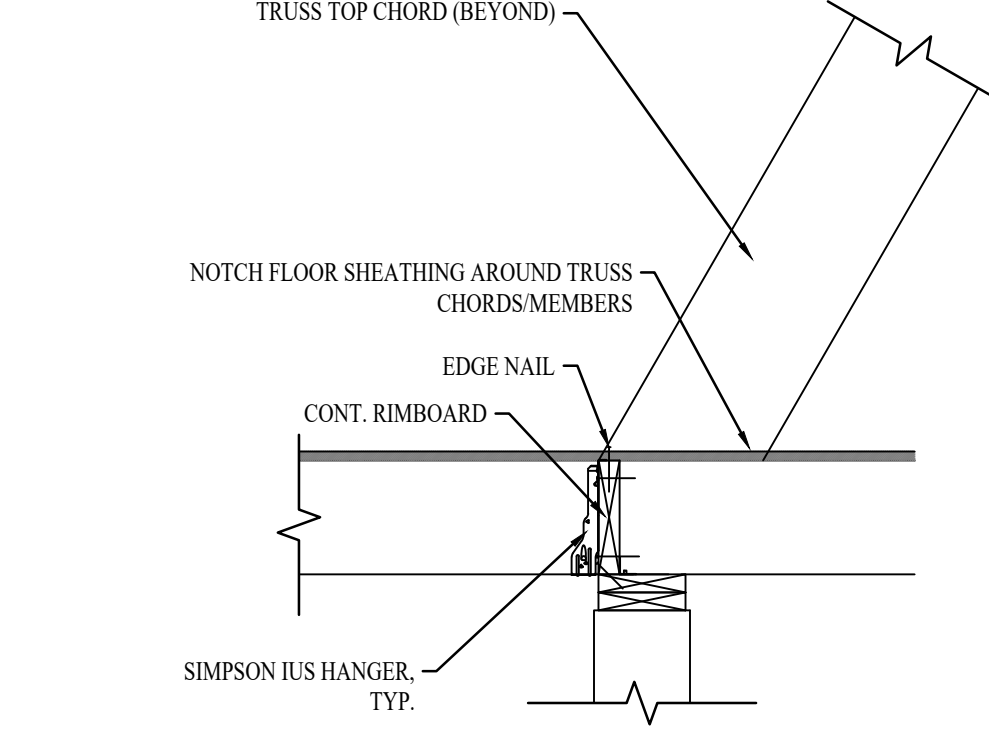 TRUSS TOP CHORD (BEYOND)
NOTCH FLOOR SHEATHING AROUND TRUSS
CHORDS/MEMBERS
EDGE NAIL
CONT. RIMBOARD
SIMPSON IUS HANGER,
TYP.